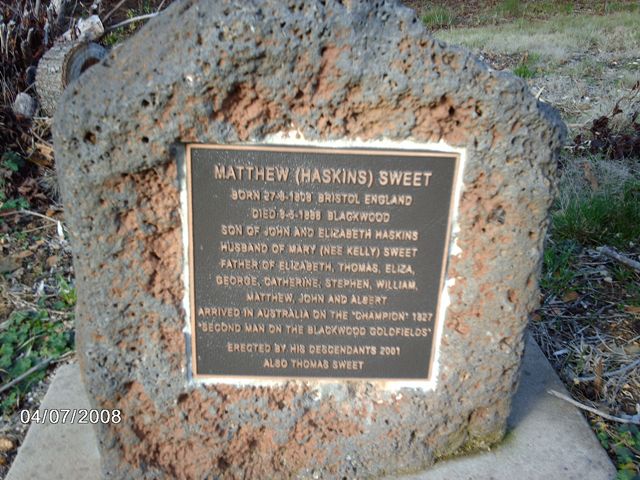 MATTHEW (HASKINS) SWEET
BORN 27-8-1808 BRISTOL ENGLAND
DIED 9-5-1886 BLACKWOOD
SON OF JOHN AND ELIZABETH HASKINS
HUSBAND OF MARY (NEE KELLY) SWEET
FATHER OF ELIZABETH, THOMAS, ELIZA,
GEORGE, CATHERINE, STEPHEN, WILLIAM,
MATTHEW, JOHN AND ALBERT
ARRIVED IN AUSTRALIA ON THE "CHAMPION" 1827
"SECOND MAN ON THE BLACKWOOD GOLDFIELDS"
ERECTED BY HIS DESCENDANTS 2001
ALSO THOMAS SWEET
04/07/2008